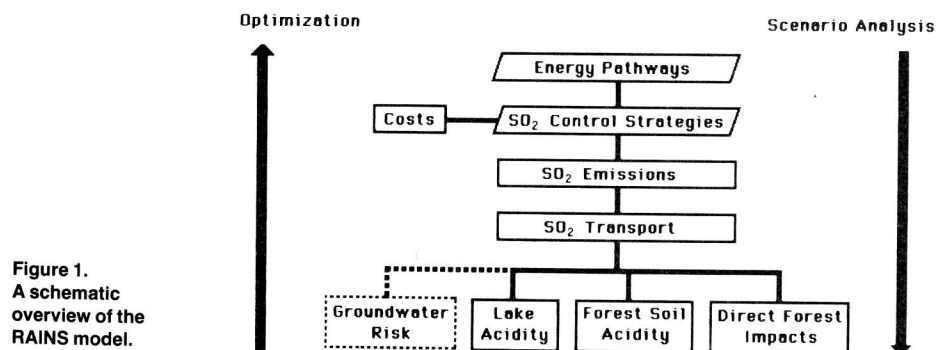 Optimization
Scenario Analysis
Energy Pathways
Costs
SO₂ Control Strategies
SO₂ Emissions
SO₂ Transport
Groundwater
Risk
Lake
Acidity
Forest Soil
Acidity
Direct Forest
Impacts
Figure 1.
A schematic
overview of the
RAINS model.